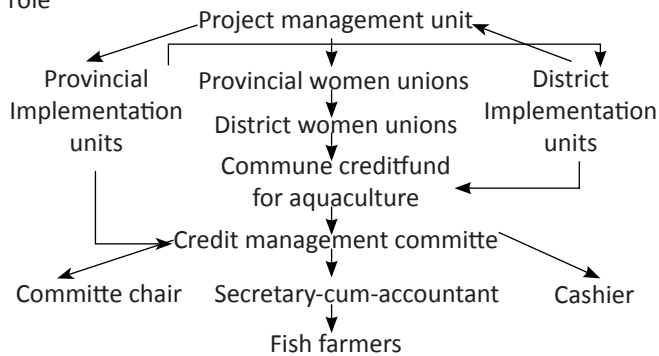 role
Project management unit
Provincial
Implementation
units
Provincial women unions
District
Implementation
units
District women unions
Commune creditfund
for aquaculture
Credit management committe
Committe chair
Secretary-cum-accountant
Cashier
Fish farmers